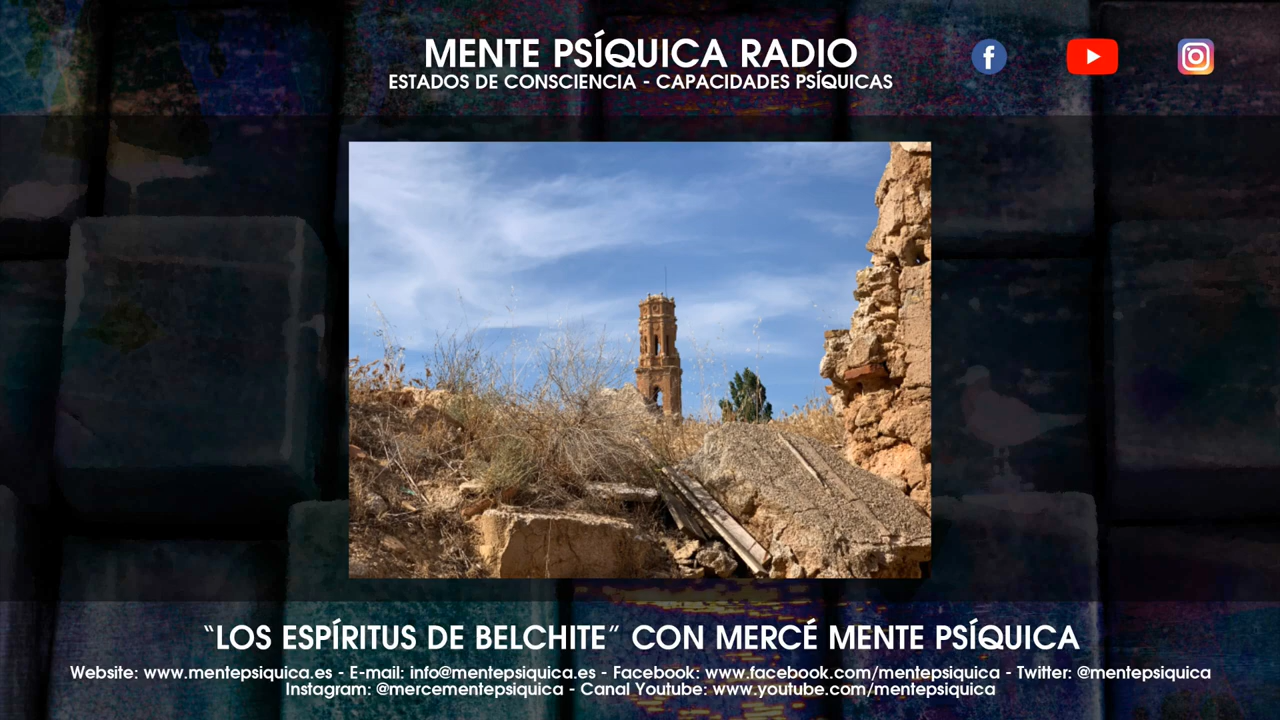 MENTE PSÍQUICA RADIO
ESTADOS DE CONSCIENCIA - CAPACIDADES PSÍQUICAS
“LOS ESPÍRITUS DE BELCHITE” CON MERCÉ MENTE PSÍQUICA
Website: www.mentepsiquica.es - E-mail: info@mentepsiquica.es - Facebook: www.facebook.com/mentepsiquica - Twitter: @mentepsiquica
Instagram: @mercementepsiquica - Canal Youtube: www.youtube.com/mentepsiquica